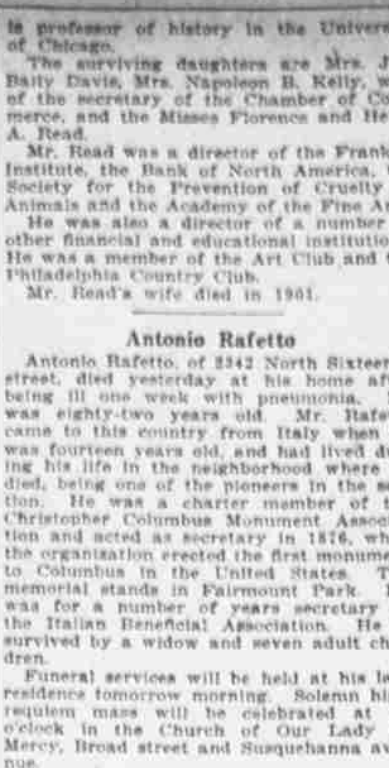 is professor of history in the Univers
of Chicago.
The surviving daughters are Mrs. J
Baily Davis, Mrs. Napoleon B. Kelly, w
of the secretary of the Chamber of Co
merce, and the Misses Florence and He
A. Read.
Mr. Read was a director of the Frank
Institute, the Bank of North America,
Society for the Prevention of Cruelty
Animals and the Academy of the Fine Ar
He was also a director of a number
other financial and educational institutio
He was a member of the Art Club and t
Philadelphia Country Club.
Mr. Read's wife died in 1901.
Antonio Rafetto
Antonio Rafetto, of 2342 North Sixteen
street, died yesterday at his home af
being ill one week with pneumonia.
was eighty-two years old. Mr. Rafe
came to this country from Italy when
was fourteen years old, and had lived du
ing his life in the neighborhood where
died, being one of the pioneers in the se
tion. He was a charter member of
Christopher Columbus Monument Associ
tion and acted as secretary in 1876, wh
the organization erected the first monume
to Columbus in the United States. T
memorial stands in Fairmount Park.
was for a number of years secretary
the Italian Beneficial Association. He
survived by a widow and seven adult ch
dren.
Funeral services will be held at his la
residence tomorrow morning. Solemn hi
requiem mass will be celebrated at
o'clock in the Church of Our Lady
Mercy, Broad street and Susquehanna av
nue.